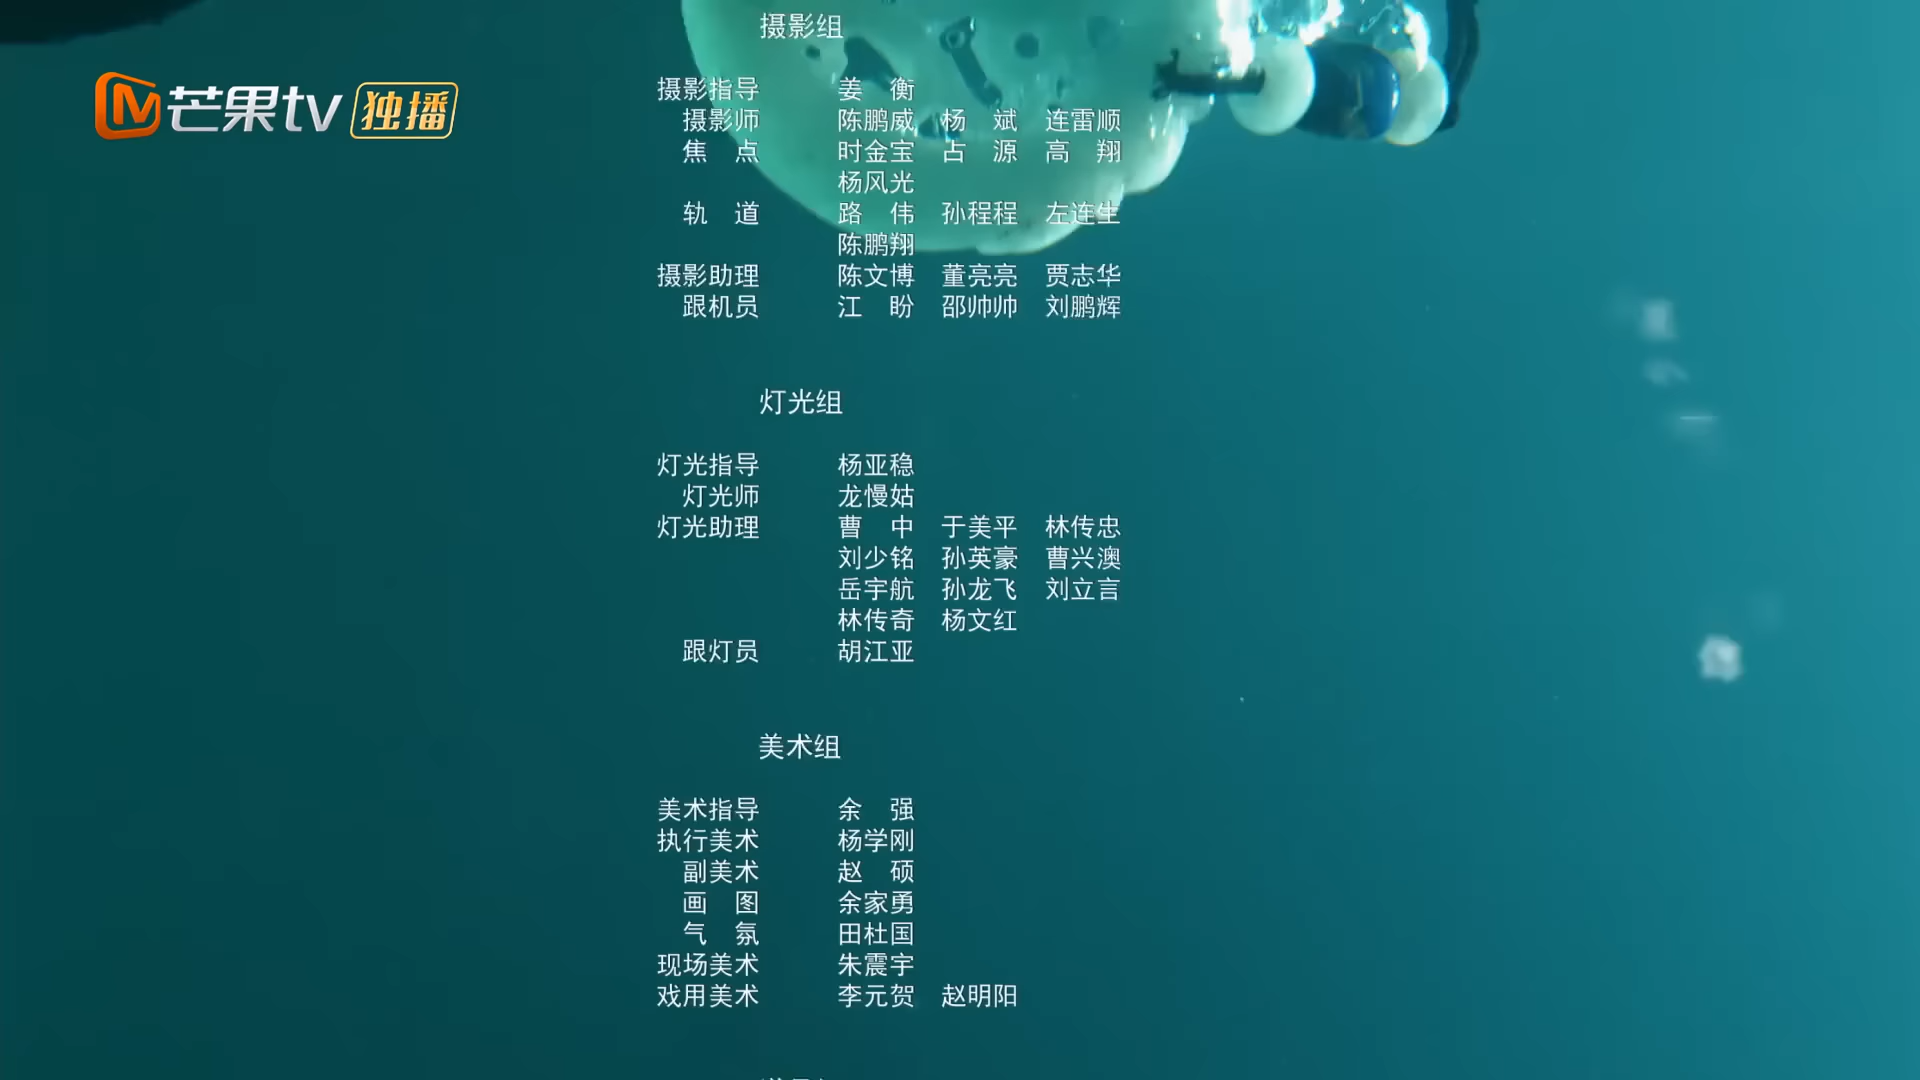 摄影组
芒果tv 独播
摄影指导 姜 衡
摄影师 陈鹏威 杨 斌 连雷顺
焦 点 时金宝 占 源 高 翔
杨风光
轨 道 路 伟 孙程程 左连生
陈鹏翔
摄影助理 陈文博 董亮亮 贾志华
跟机员 江 盼 邵帅帅 刘鹏辉
灯光组
灯光指导 杨亚稳
灯光师 龙慢姑
灯光助理 曹 中 于美平 林传忠
刘少铭 孙英豪 曹兴澳
岳宇航 孙龙飞 刘立言
林传奇 杨文红
跟灯员 胡江亚
美术组
美术指导 余 强
执行美术 杨学刚
副美术 赵 硕
画 图 余家勇
气 氛 田杜国
现场美术 朱震宇
戏用美术 李元贺 赵明阳